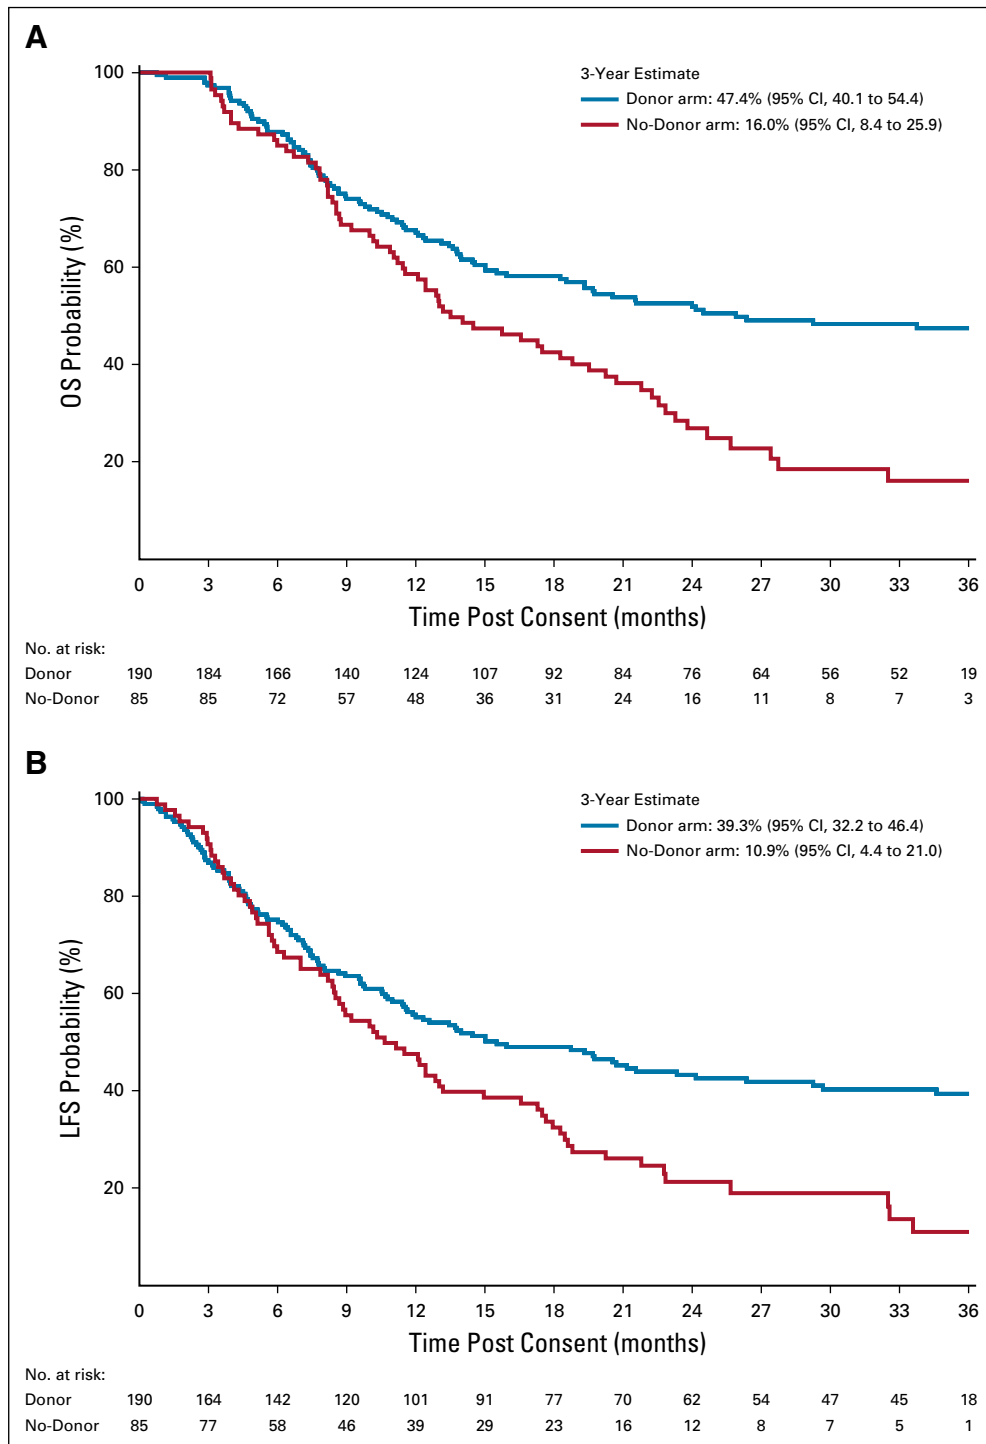 A
100
80
60
40
20
OS Probability (%)
3-Year Estimate
Donor arm: 47.4% (95% CI, 40.1 to 54.4)
No-Donor arm: 16.0% (95% CI, 8.4 to 25.9)
0 3 6 9 12 15 18 21 24 27 30 33 36
Time Post Consent (months)
No. at risk:
Donor 190 184 166 140 124 107 92 84 76 64 56 52 19
No-Donor 85 85 72 57 48 36 31 24 16 11 8 7 3
B
100
80
60
40
20
LFS Probability (%)
3-Year Estimate
Donor arm: 39.3% (95% CI, 32.2 to 46.4)
No-Donor arm: 10.9% (95% CI, 4.4 to 21.0)
0 3 6 9 12 15 18 21 24 27 30 33 36
Time Post Consent (months)
No. at risk:
Donor 190 164 142 120 101 91 77 70 62 54 47 45 18
No-Donor 85 77 58 46 39 29 23 16 12 8 7 5 1